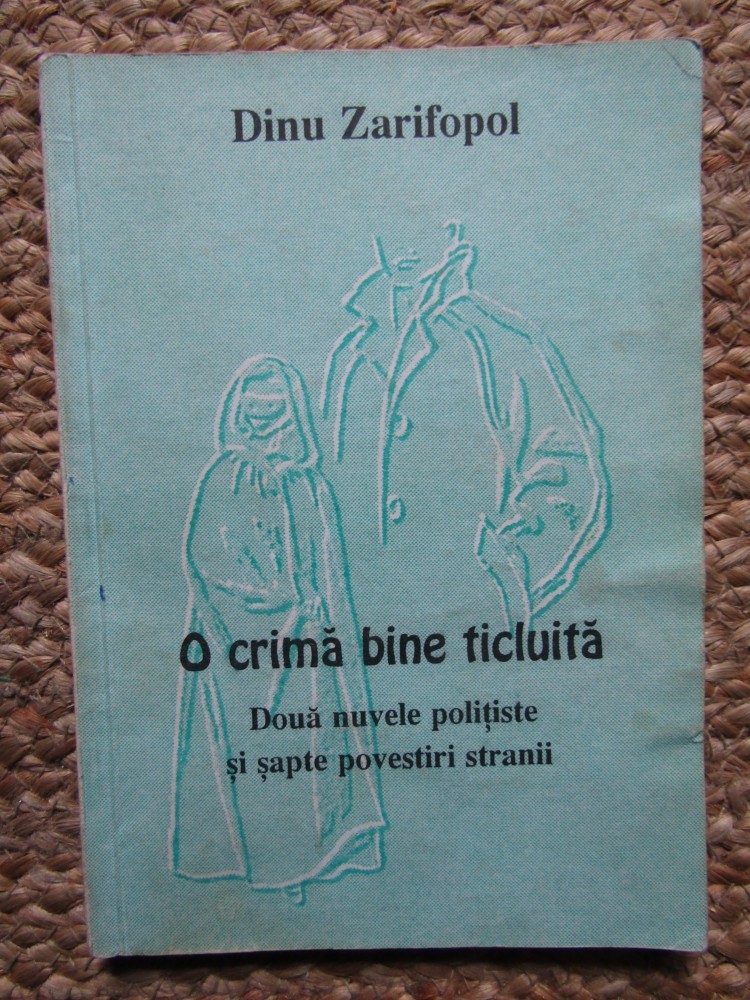 Dinu Zarifopol
O crimă bine ticluită
Două nuvele polițiste
și șapte povestiri stranii